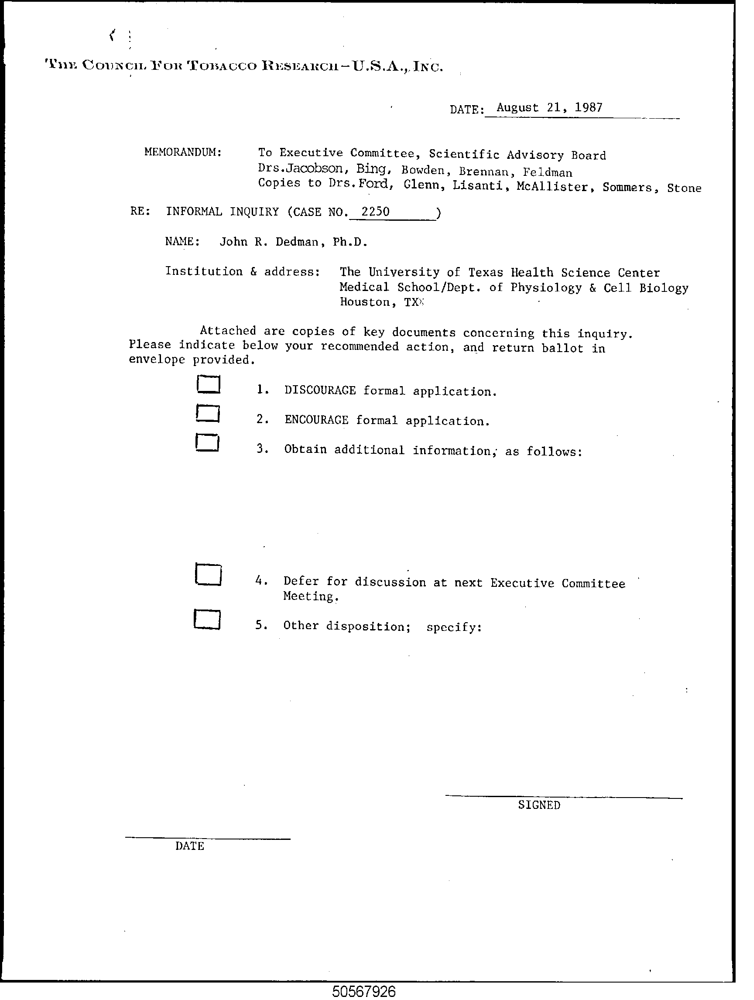 THE COUNCIL FOR TOBACCO RESEARCH-U.S.A., INC.
DATE: August 21, 1987
MEMORANDUM: To Executive Committee, Scientific Advisory Board
Drs.Jacobson, Bing, Bowden, Brennan, Feldman
Copies to Drs.Ford, Glenn, Lisanti, McAllister, Sommers, Stone
RE: INFORMAL INQUIRY (CASE NO. 2250 )
NAME: John R. Dedman, Ph.D.
Institution & address: The University of Texas Health Science Center
Medical School/Dept. of Physiology & Cell Biology
Houston, TX
Attached are copies of key documents concerning this inquiry.
Please indicate below your recommended action, and return ballot in
envelope provided.
1. DISCOURAGE formal application.
2. ENCOURAGE formal application.
3. Obtain additional information, as follows:
4. Defer for discussion at next Executive Committee
Meeting.
5. Other disposition; specify:
SIGNED
DATE
50567926